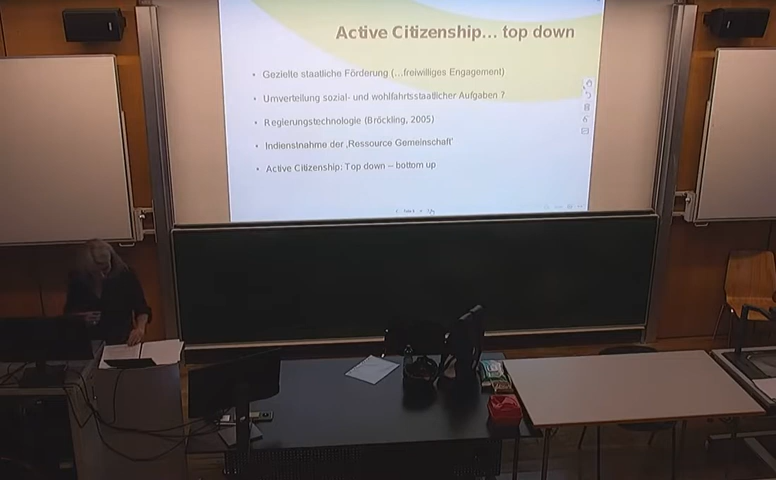 Active Citizenship... top down
• Gezielte staatliche Förderung (...freiwilliges Engagement)
• Umverteilung sozial- und wohlfahrtsstaatlicher Aufgaben ?
• Regierungstechnologie (Bröckling, 2005)
• Indienstnahme der ‚Ressource Gemeinschaft'
• Active Citizenship: Top down – bottom up